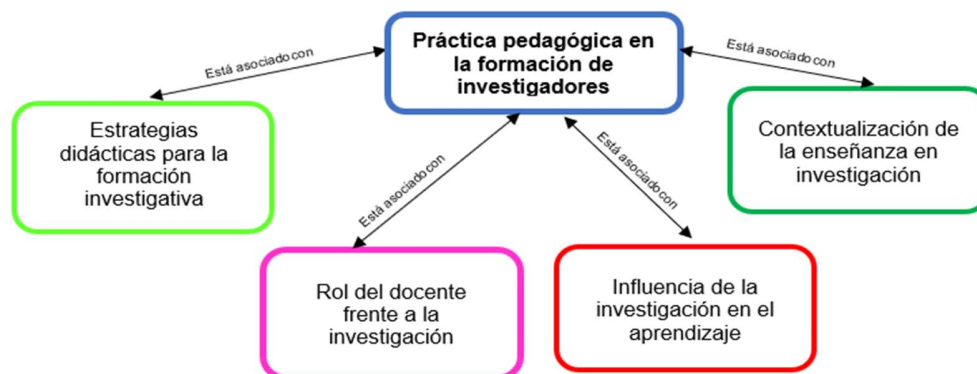 Práctica pedagógica en
la formación de
investigadores
Está asociado con
Está asociado con
Estrategias
didácticas para la
formación
investigativa
Contextualización de
la enseñanza en
investigación
Está asociado con
Está asociado con
Rol del docente
frente a la
investigación
Influencia de la
investigación en el
aprendizaje